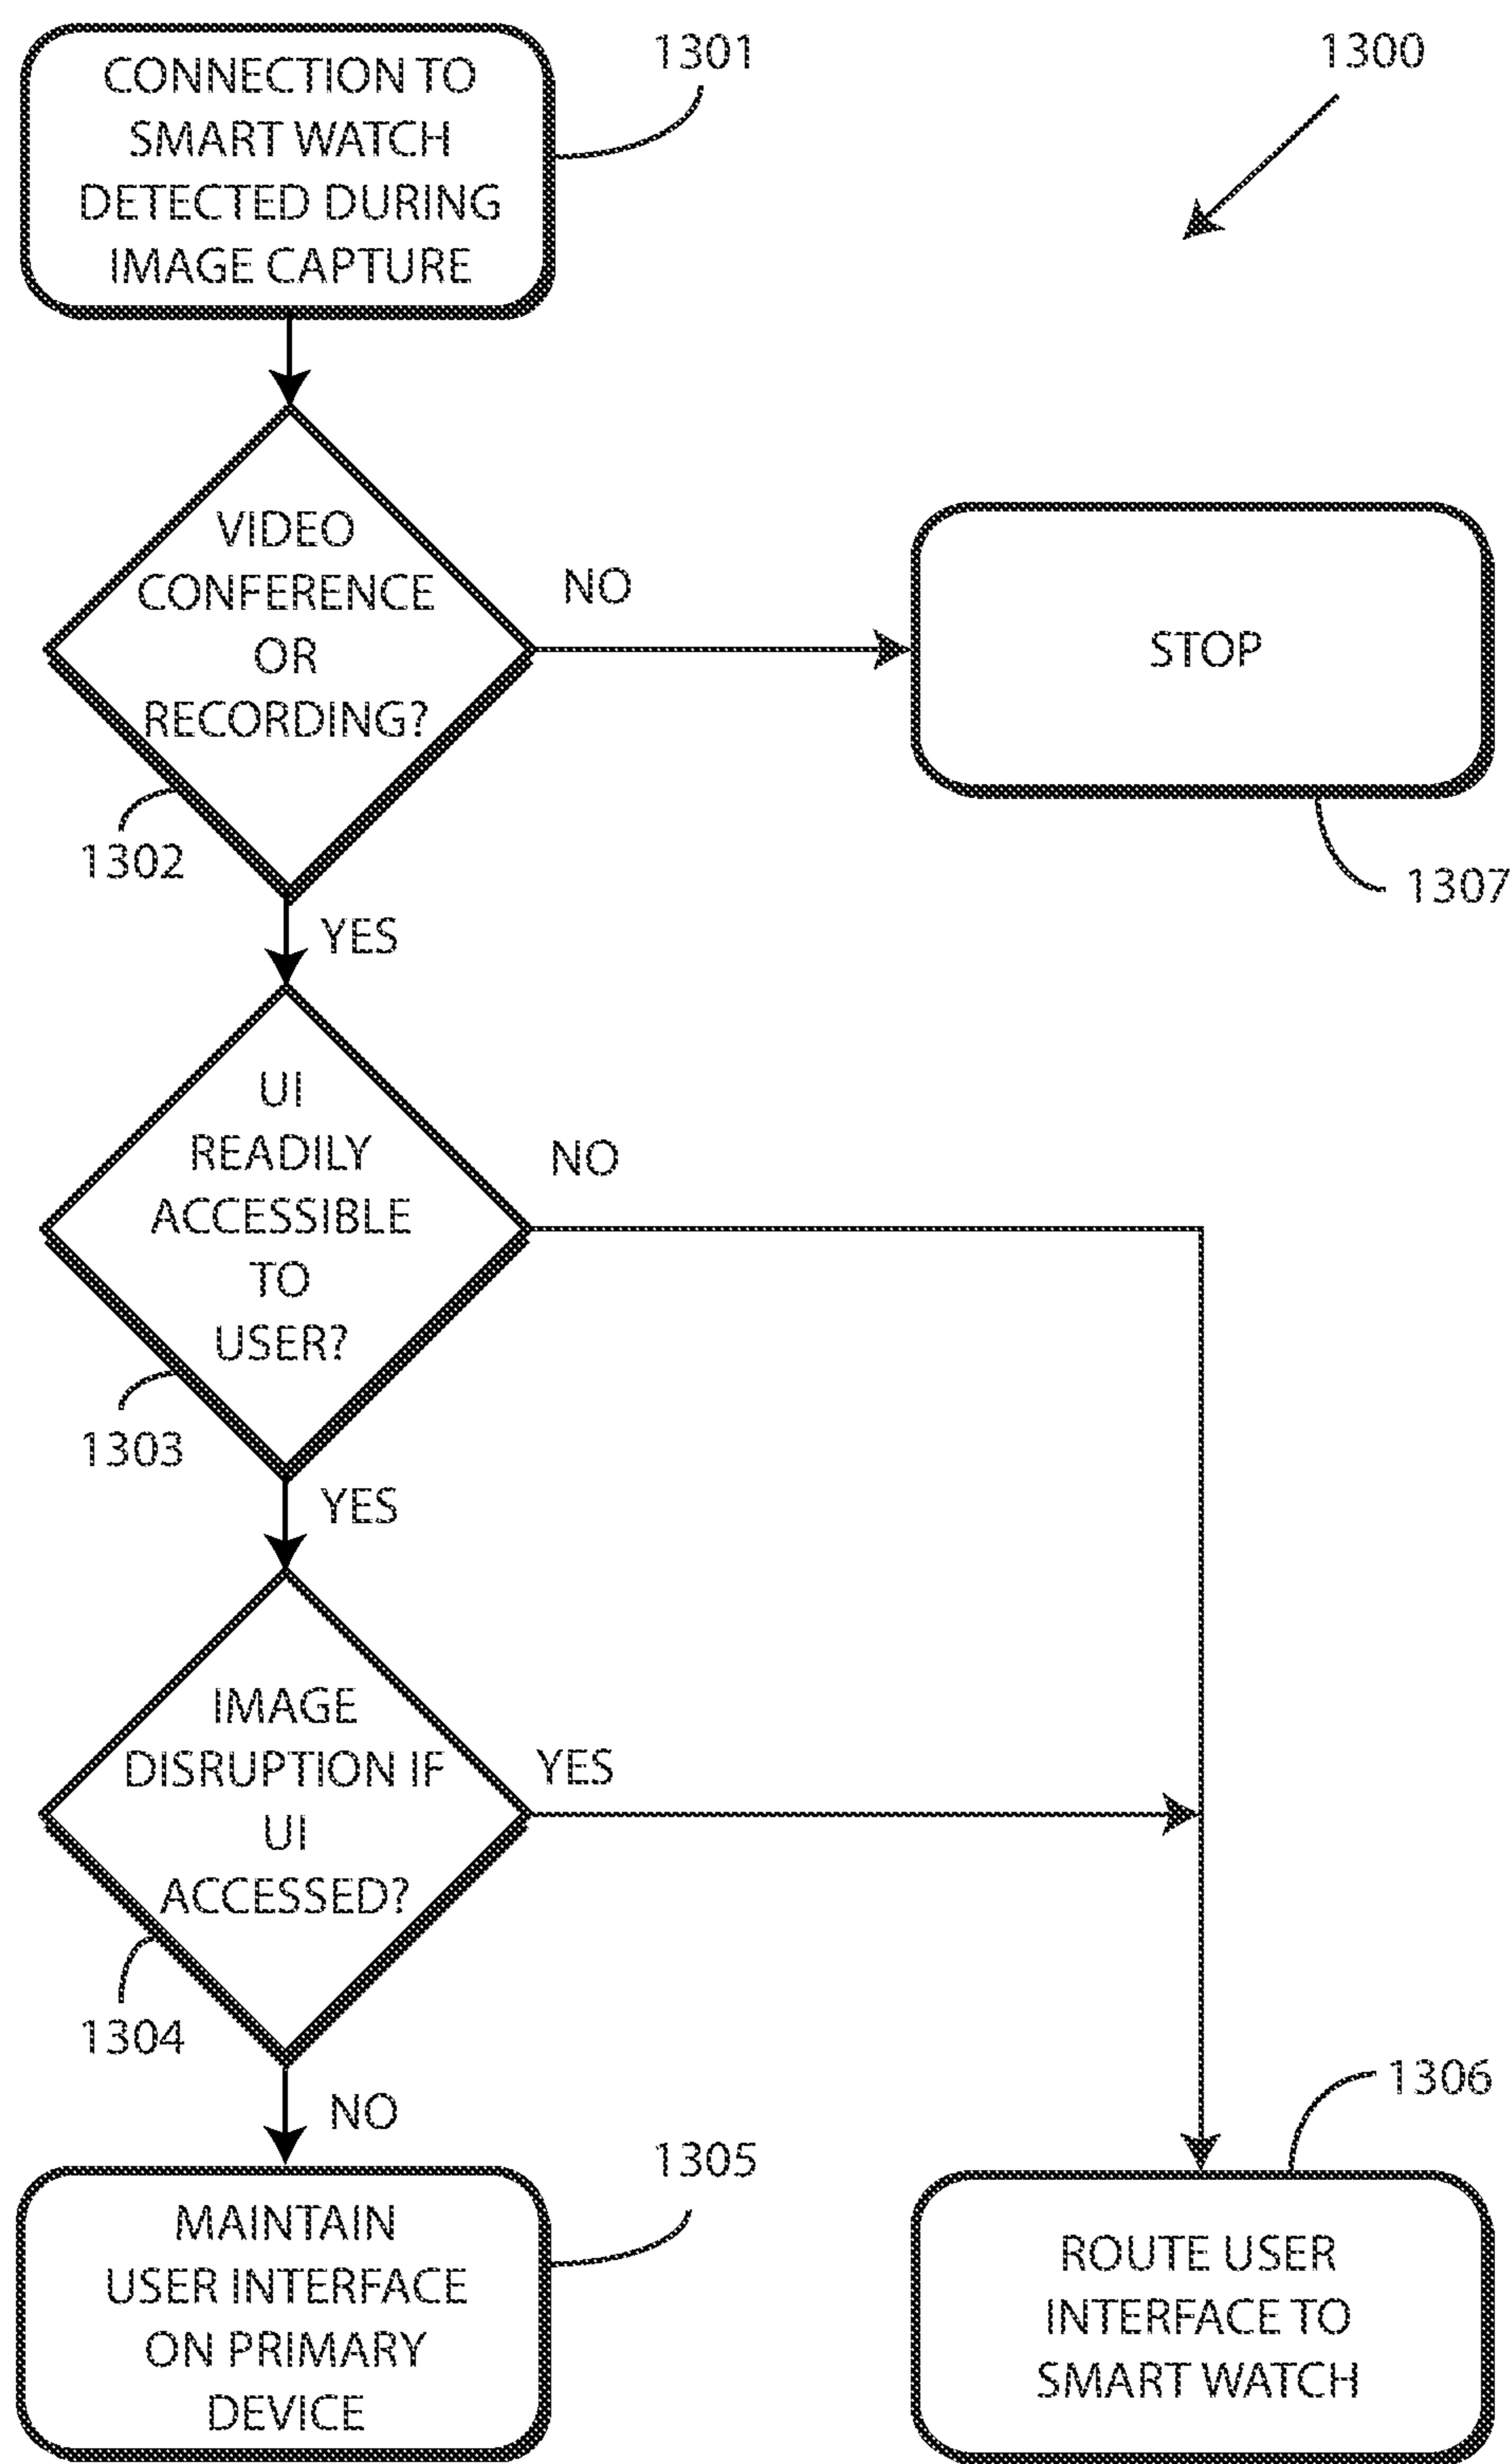 CONNECTION TO
SMART WATCH
DETECTED DURING
IMAGE CAPTURE
1301
1300
VIDEO
CONFERENCE
OR
RECORDING?
NO
STOP
1302
1307
YES
UI
READILY
ACCESSIBLE
TO
USER?
NO
1303
YES
IMAGE
DISRUPTION IF
UI
ACCESSED?
YES
1304
NO
1306
1305
MAINTAIN
USER INTERFACE
ON PRIMARY
DEVICE
ROUTE USER
INTERFACE TO
SMART WATCH